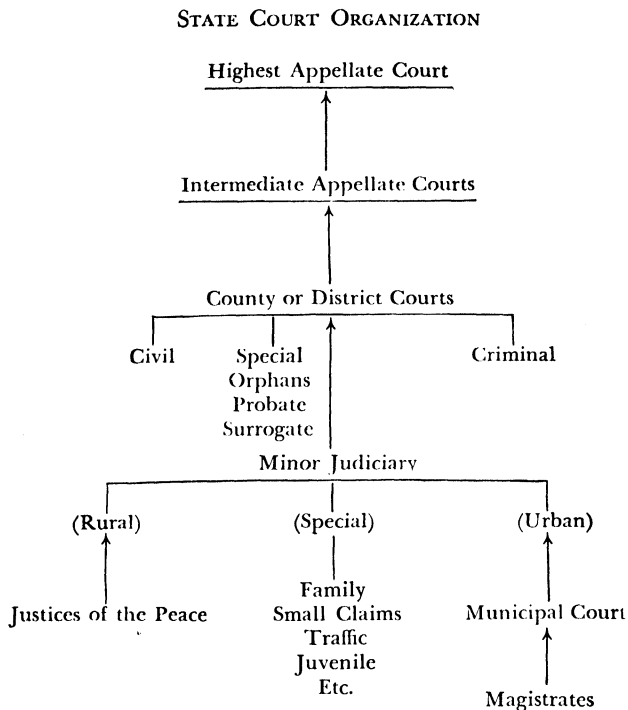 STATE COURT ORGANIZATION
Highest Appellate Court
Intermediate Appellate Courts
County or District Courts
Civil
Special
Orphans
Probate
Surrogate
Criminal
Minor Judiciary
(Rural)
(Special)
(Urban)
Justices of the Peace
Family
Small Claims
Traffic
Juvenile
Etc.
Municipal Court
Magistrates